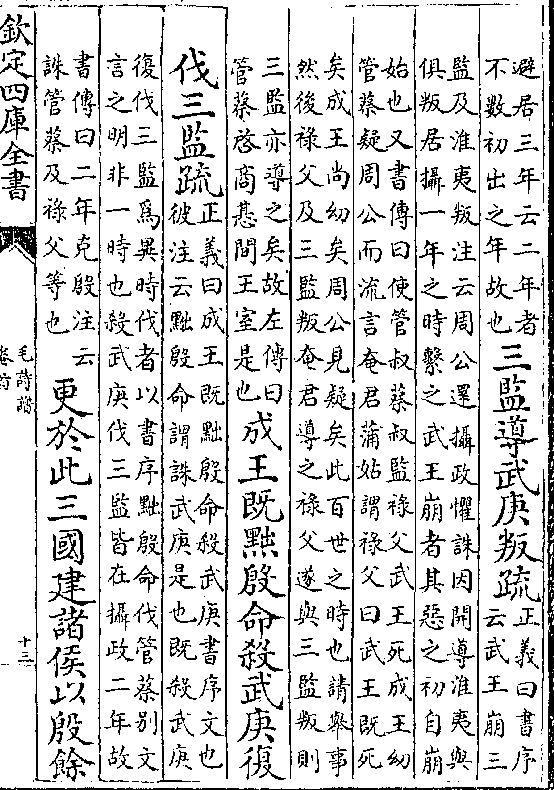 避居三年云二年者
不數初出之年故也
三監導武庚叛疏
正義曰書序
云武王崩三
監及淮夷叛注云周公還攝政懼誅因開導淮夷與
俱叛居攝一年之時繫之武王崩者其惡之初自崩
始也又書傳曰使管叔蔡叔監祿父武王死成王幼
管蔡疑周公而流言奄君蒲姑謂祿父曰武王既死
矣成王尚幼矣周公見疑矣此百世之時也請舉事
然後祿父及三監叛奄君導之祿父遂與三監叛則
三監亦導之矣故左傳曰
管蔡啓商惎間王室是也
成王既黜殷命殺武庚復
伐三監疏
正義曰成王既黜殷命殺武庚書序文也
彼注云黜殷命謂誅武庚是也既殺武庚
復伐三監爲異時伐者以書序黜殷命伐管蔡别文
言之明非一時也殺武庚伐三監皆在攝政二年故
書傳曰二年克殷注云
誅管蔡及祿父等也
更於此三國建諸侯以殷餘
欽定四庫全書
毛詩譜
十三